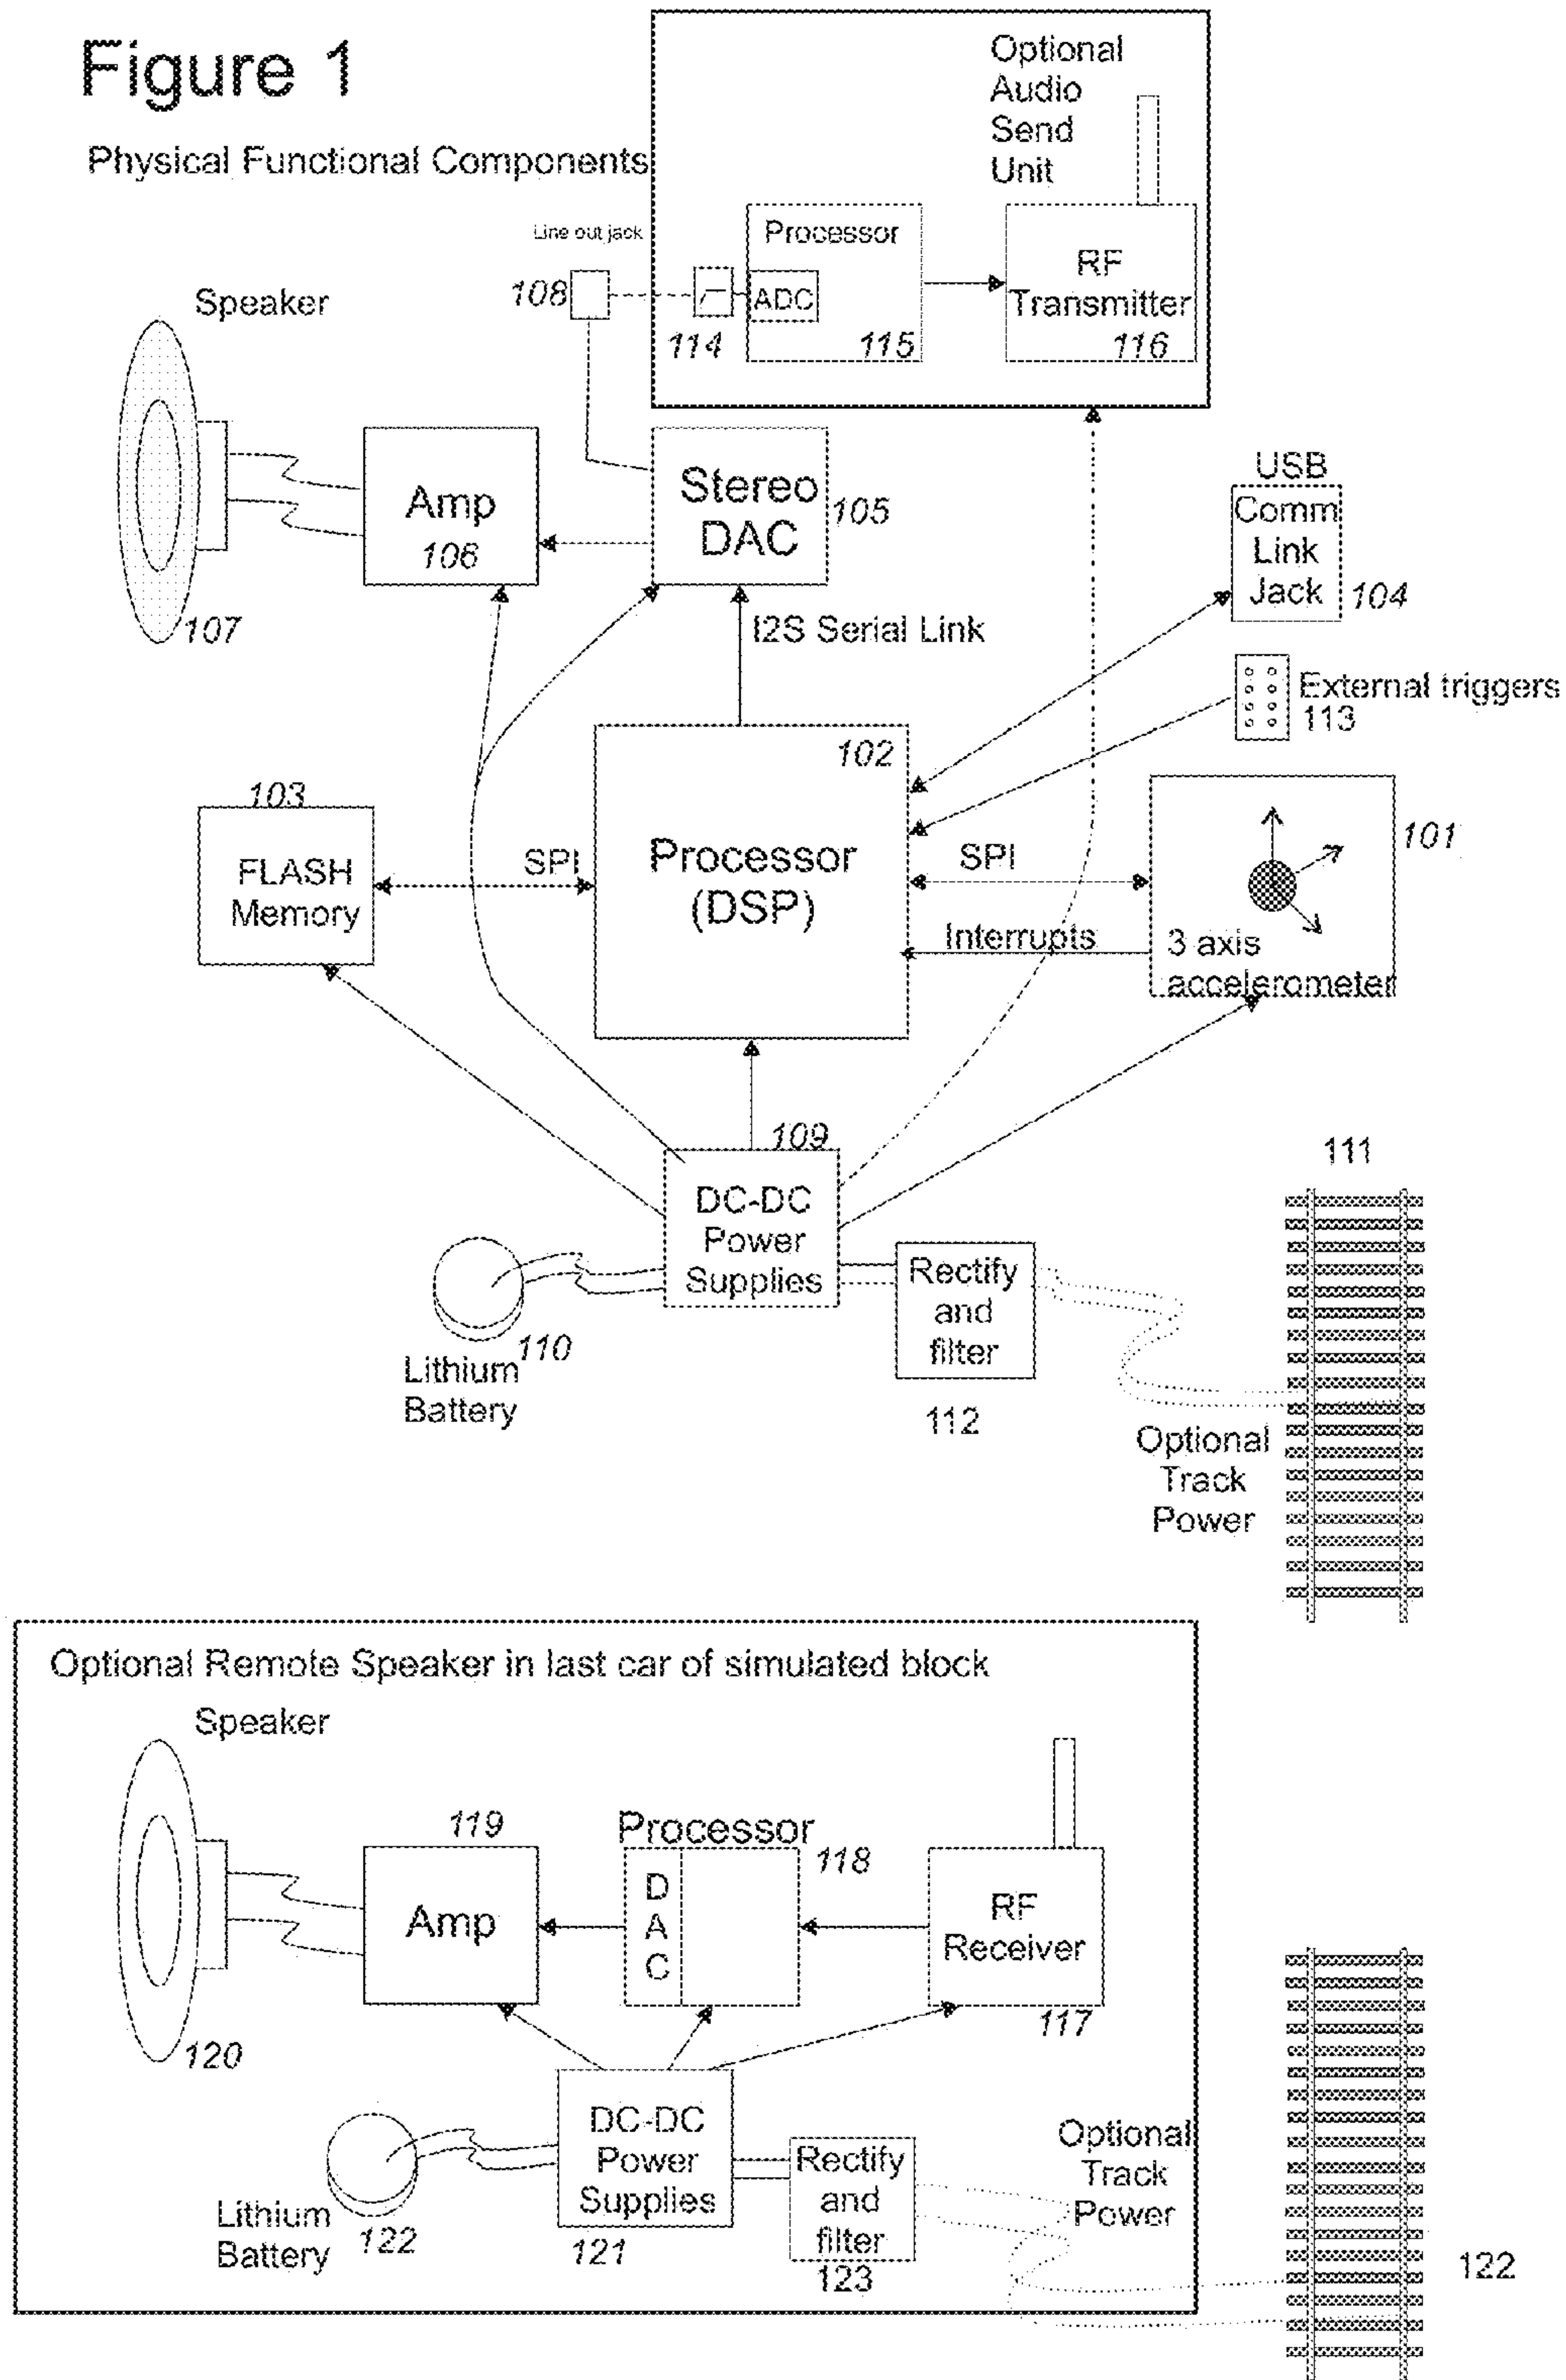 Figure 1
Physical Functional Components
Optional
Audio
Send
Unit
Line out jack
108
114
Processor
ADC
115
RF
Transmitter
116
Speaker
107
Amp
106
Stereo
DAC
105
I2S Serial Link
USB
Comm
Link
Jack
104
External triggers
113
103
FLASH
Memory
SPI
102
Processor
(DSP)
SPI
Interrupts
101
3 axis
accelerometer
109
DC-DC
Power
Supplies
110
Lithium
Battery
Rectify
and
filter
112
111
Optional
Track
Power
Optional Remote Speaker in last car of simulated block
Speaker
120
119
Amp
Processor
118
D
A
C
RF
Receiver
117
DC-DC
Power
Supplies
121
Lithium
Battery
122
Rectify
and
filter
123
Optional
Track
Power
122